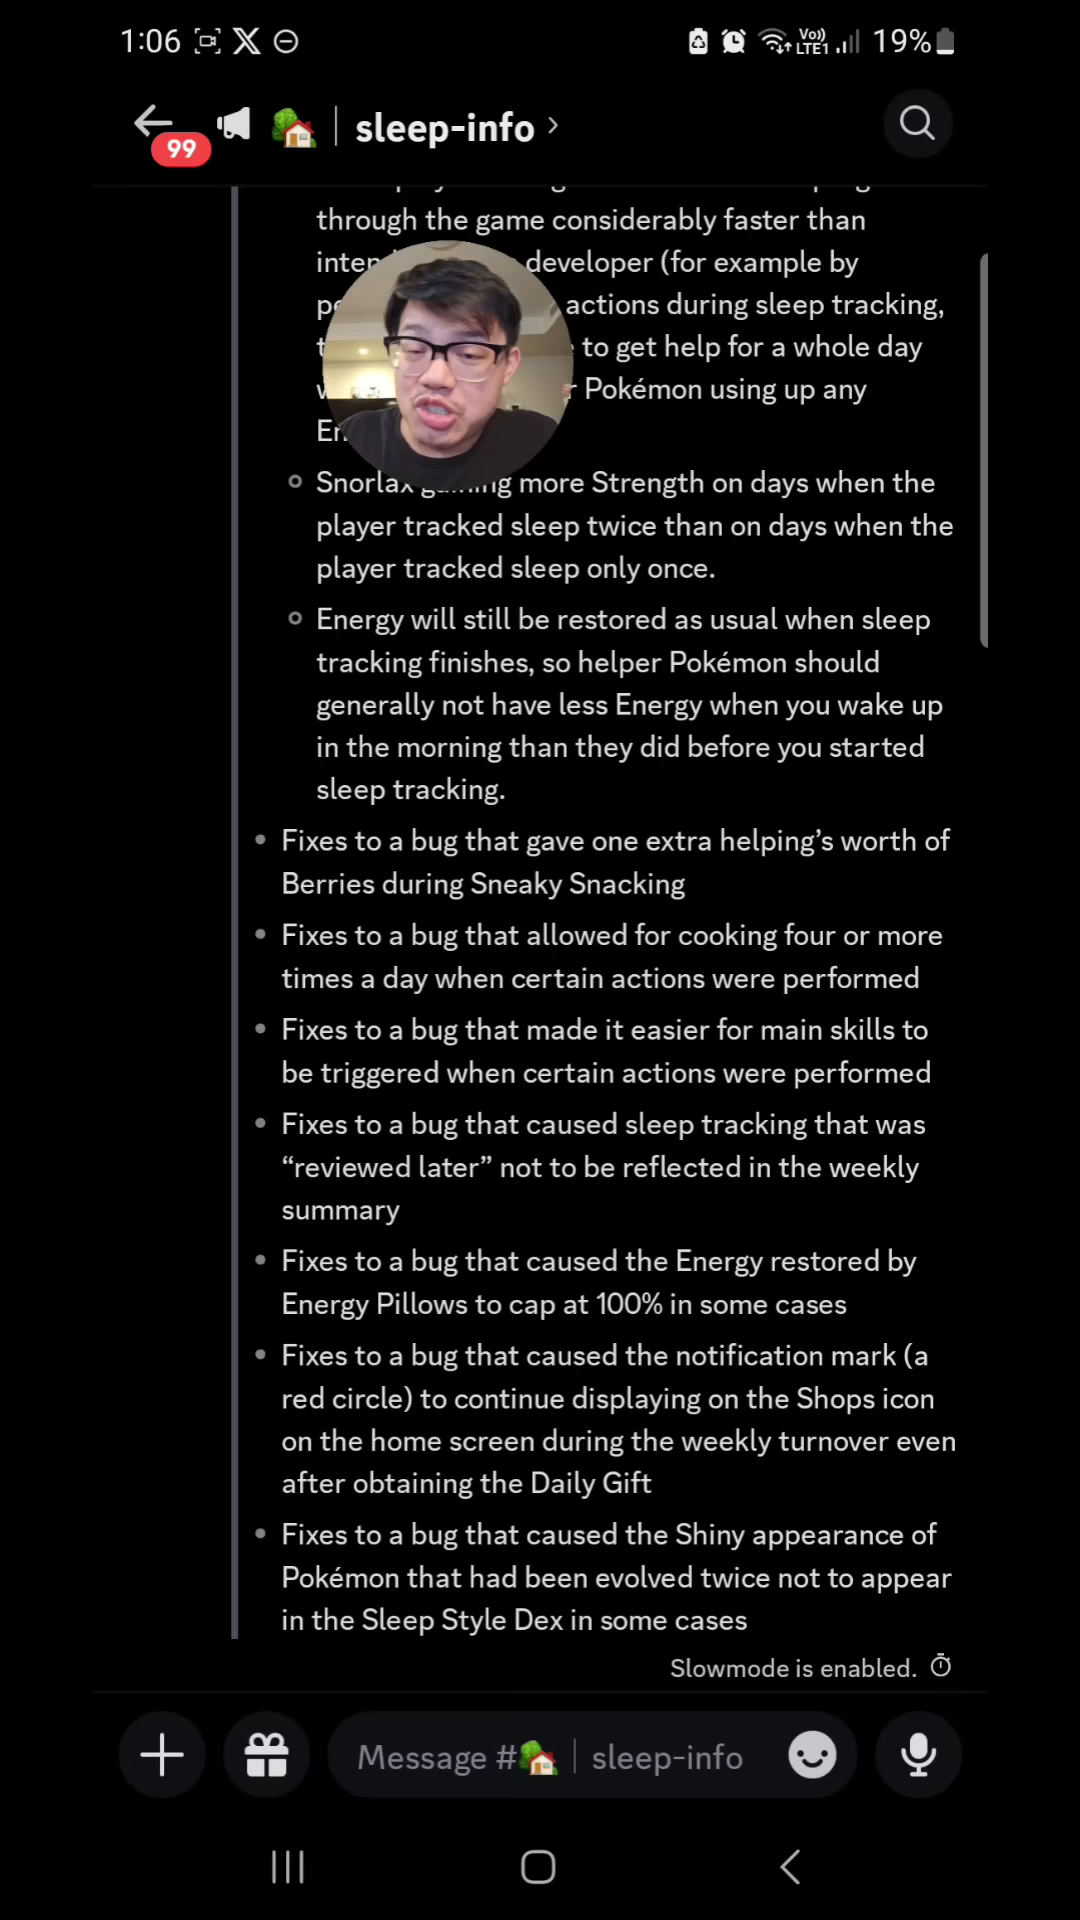 1:06
Vo))
LTE1
19%
99
sleep-info
through the game considerably faster than
developer (for example by
actions during sleep tracking,
to get help for a whole day
Pokémon using up any
Snorlax gaining more Strength on days when the
player tracked sleep twice than on days when the
player tracked sleep only once.
Energy will still be restored as usual when sleep
tracking finishes, so helper Pokémon should
generally not have less Energy when you wake up
in the morning than they did before you started
sleep tracking.
Fixes to a bug that gave one extra helping’s worth of
Berries during Sneaky Snacking
Fixes to a bug that allowed for cooking four or more
times a day when certain actions were performed
Fixes to a bug that made it easier for main skills to
be triggered when certain actions were performed
Fixes to a bug that caused sleep tracking that was
“reviewed later” not to be reflected in the weekly
summary
Fixes to a bug that caused the Energy restored by
Energy Pillows to cap at 100% in some cases
Fixes to a bug that caused the notification mark (a
red circle) to continue displaying on the Shops icon
on the home screen during the weekly turnover even
after obtaining the Daily Gift
Fixes to a bug that caused the Shiny appearance of
Pokémon that had been evolved twice not to appear
in the Sleep Style Dex in some cases
Slowmode is enabled.
Message #🏡 | sleep-info